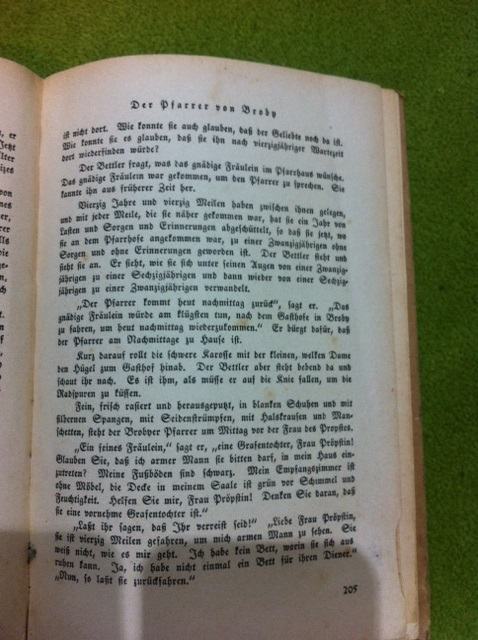 Der Pfarrer von Broby
ist nicht dort. Wie konnte sie auch glauben, daß der Geliebte noch da ist.
Wie konnte sie es glauben, daß sie ihn nach vierzigjähriger Wartezeit
dort wiederfinden würde?
Der Bettler fragt, was das gnädige Fräulein im Pfarrhaus wünsche.
Das gnädige Fräulein war gekommen, um den Pfarrer zu sprechen. Sie
kannte ihn aus früherer Zeit her.
Vierzig Jahre und vierzig Meilen haben zwischen ihnen gelegen,
und mit jeder Meile, die sie näher gekommen war, hat sie ein Jahr von
Lasten und Sorgen und Erinnerungen abgeschüttelt, so daß sie jetzt, wo
sie an dem Pfarrhofe angekommen war, zu einer Zwanzigjährigen ohne
Sorgen und ohne Erinnerungen geworden ist. Der Bettler steht und
sieht sie an. Er sieht, wie sie sich unter seinen Augen von einer Zwanzig-
jährigen zu einer Sechzigjährigen und dann wieder von einer Sechzig-
jährigen zu einer Zwanzigjährigen verwandelt.
„Der Pfarrer kommt heut nachmittag zurück“, sagt er. „Das
gnädige Fräulein würde am klügsten tun, nach dem Gasthofe in Broby
zu fahren, um heut nachmittag wiederzukommen.“ Er bürgt dafür, daß
der Pfarrer am Nachmittage zu Hause ist.
Kurz darauf rollt die schwere Karosse mit der kleinen, welken Dame
den Hügel zum Gasthof hinab. Der Bettler aber steht bebend da und
schaut ihr nach. Es ist ihm, als müsse er auf die Knie fallen, um die
Radspuren zu küssen.
Fein, frisch rasiert und herausgeputzt, in blanken Schuhen und mit
silbernen Spangen, mit Seidenstrümpfen, mit Halskrausen und Man-
schetten, steht der Brobyer Pfarrer um Mittag vor der Frau des Propstes.
„Ein feines Fräulein,“ sagt er, „eine Grafentochter, Frau Pröpstin!
Glauben Sie, daß ich armer Mann sie bitten darf, in mein Haus ein-
zutreten? Meine Fußböden sind schwarz. Mein Empfangszimmer ist
ohne Möbel, die Decke in meinem Saale ist grün vor Schimmel und
Feuchtigkeit. Helfen Sie mir, Frau Pröpstin! Denken Sie daran, daß
sie eine vornehme Grafentochter ist.“
„Laßt ihr sagen, daß Ihr verreist seid!“ „Liebe Frau Pröpstin,
sie ist vierzig Meilen gefahren, um mich armen Mann zu sehen. Sie
weiß nicht, wie es mir geht. Ich habe kein Bett, worin sie sich aus
ruhen kann. Ja, ich habe nicht einmal ein Bett für ihren Diener.“
„Nun, so laßt sie zurückfahren.“
205